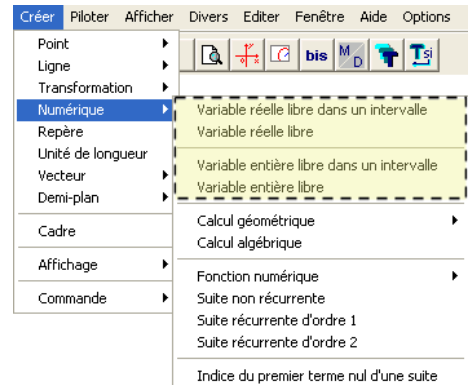 Créer Piloter Afficher Divers Editer Fenêtre Aide Options
bis M D Tsi
Point
Ligne
Transformation
Numérique
Repère
Unité de longueur
Vecteur
Demi-plan
Cadre
Affichage
Commande
Variable réelle libre dans un intervalle
Variable réelle libre
Variable entière libre dans un intervalle
Variable entière libre
Calcul géométrique
Calcul algébrique
Fonction numérique
Suite non récurrente
Suite récurrente d'ordre 1
Suite récurrente d'ordre 2
Indice du premier terme nul d'une suite